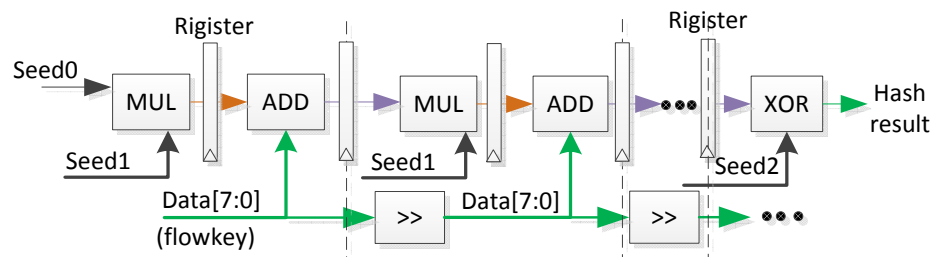 Rigister
Rigister
Seed0
MUL
ADD
MUL
ADD
XOR
Hash
result
Seed1
Seed1
Seed2
Data[7:0]
(flowkey)
>>
Data[7:0]
>>